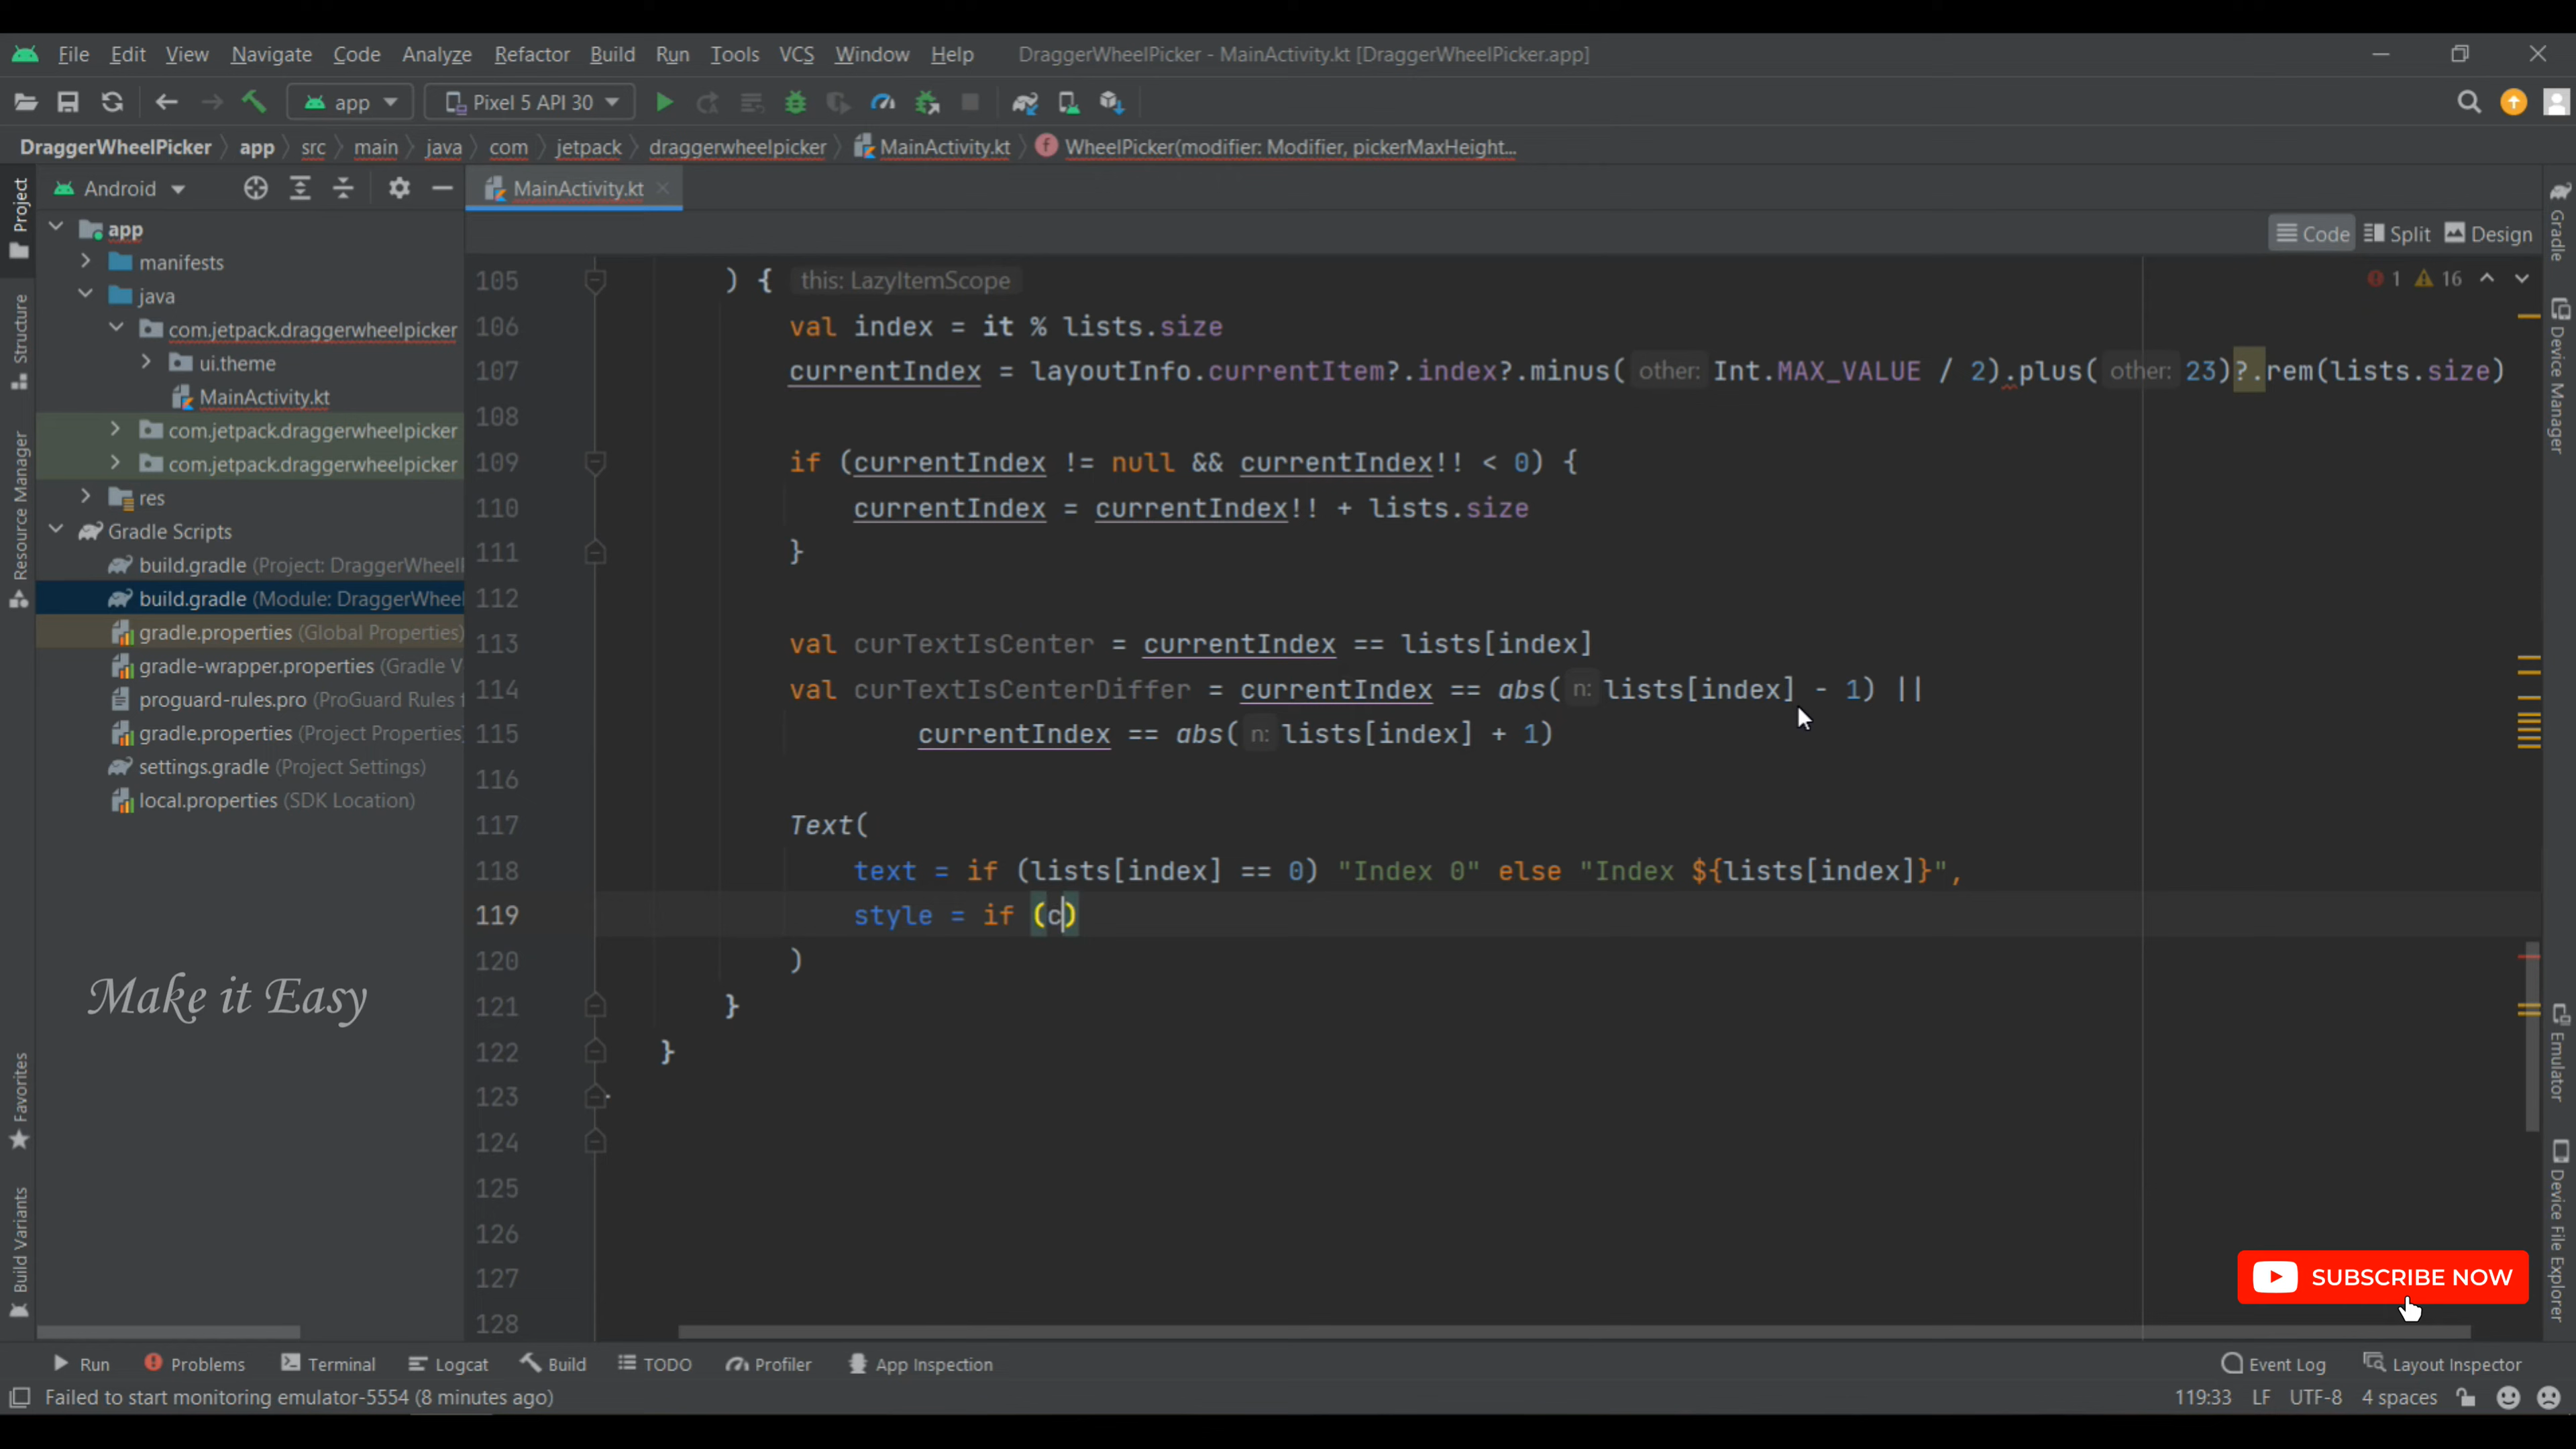 File Edit View Navigate Code Analyze Refactor Build Run Tools VCS Window Help DraggerWheelPicker - MainActivity.kt [DraggerWheelPicker.app]
app Pixel 5 API 30
DraggerWheelPicker app src main java com jetpack draggerwheelpicker MainActivity.kt WheelPicker(modifier: Modifier, pickerMaxHeight...
Android MainActivity.kt
Code Split Design
Project
Structure
Resource Manager
Favorites
Build Variants
app
manifests
java
com.jetpack.draggerwheelpicker
ui.theme
MainActivity.kt
com.jetpack.draggerwheelpicker
com.jetpack.draggerwheelpicker
res
Gradle Scripts
build.gradle (Project: DraggerWheel
build.gradle (Module: DraggerWheel
gradle.properties (Global Properties)
gradle-wrapper.properties (Gradle V
proguard-rules.pro (ProGuard Rules f
gradle.properties (Project Properties)
settings.gradle (Project Settings)
local.properties (SDK Location)
Make it Easy
1 16
105 ) { this: LazyItemScope
106 val index = it % lists.size
107 currentIndex = layoutInfo.currentItem?.index?.minus( other: Int.MAX_VALUE / 2).plus( other: 23)?.rem(lists.size)
108
109 if (currentIndex != null && currentIndex!! < 0) {
110 currentIndex = currentIndex!! + lists.size
111 }
112
113 val curTextIsCenter = currentIndex == lists[index]
114 val curTextIsCenterDiffer = currentIndex == abs( n: lists[index] - 1) ||
115 currentIndex == abs( n: lists[index] + 1)
116
117 Text(
118 text = if (lists[index] == 0) "Index 0" else "Index ${lists[index]}",
119 style = if (c)
120 )
121 }
122 }
123
124
125
126
127
128
Gradle
Device Manager
Emulator
Device File Explorer
SUBSCRIBE NOW
Run Problems Terminal Logcat Build TODO Profiler App Inspection Event Log Layout Inspector
Failed to start monitoring emulator-5554 (8 minutes ago) 119:33 LF UTF-8 4 spaces